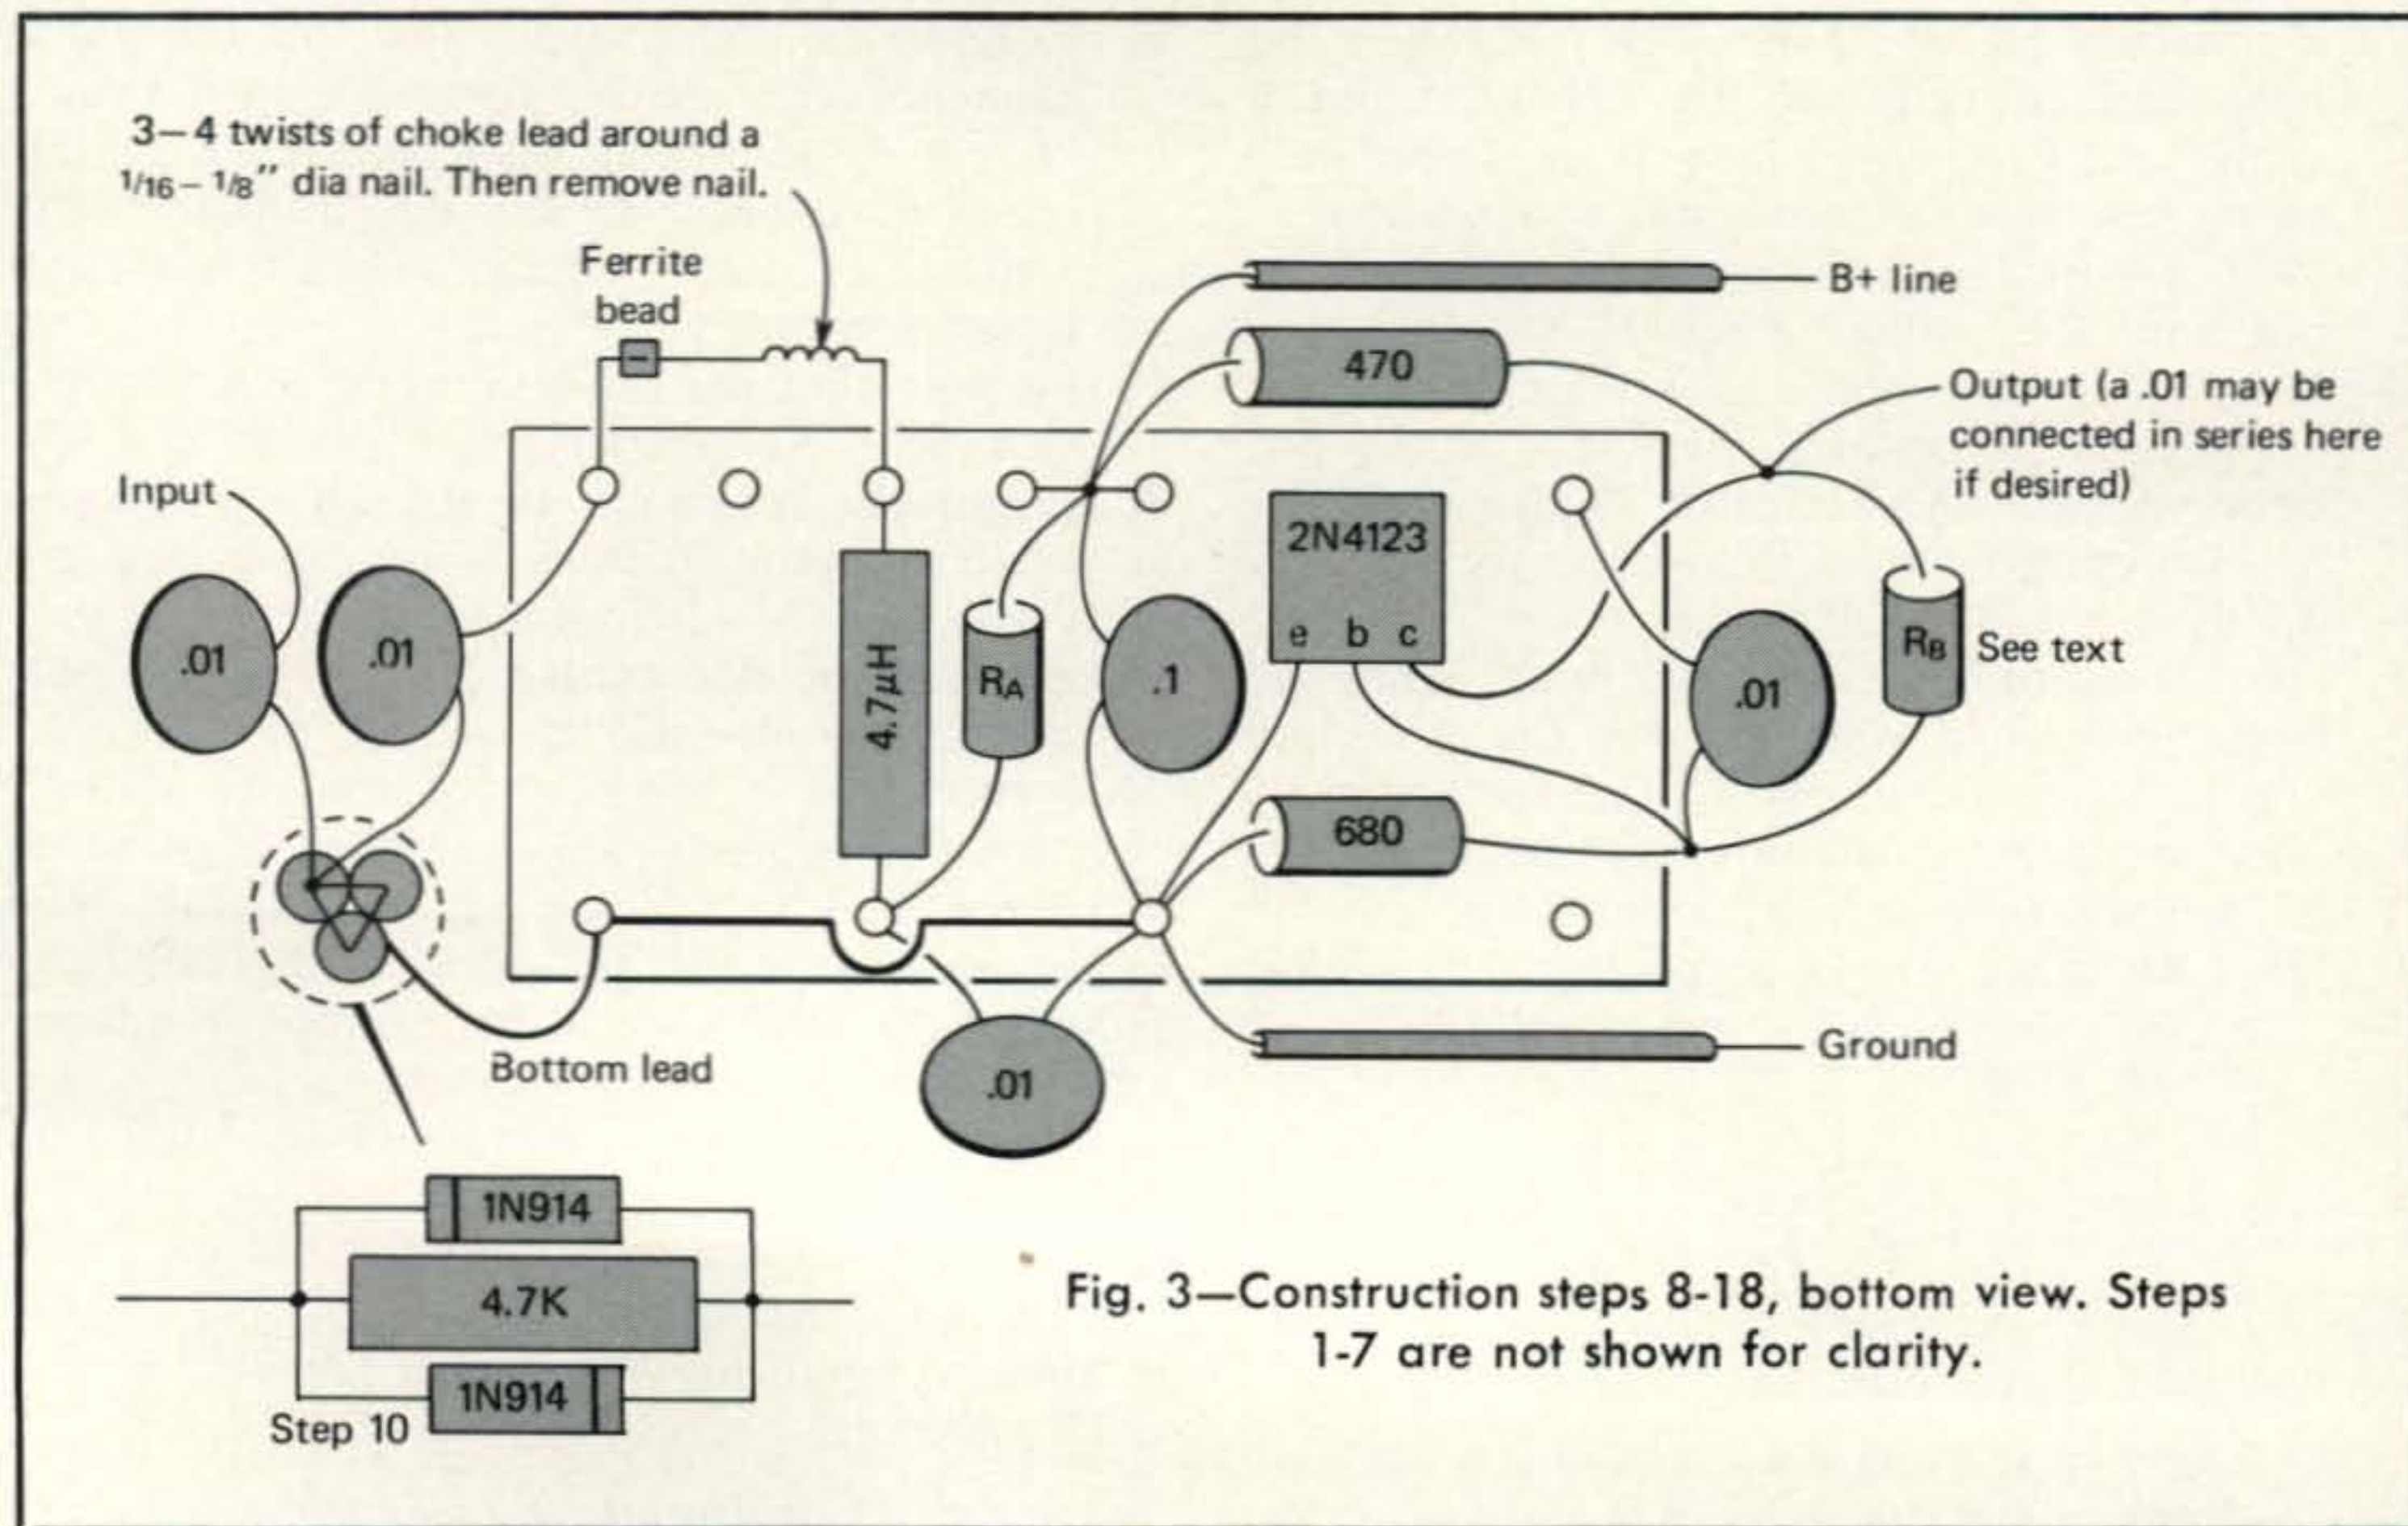 3–4 twists of choke lead around a
1/16 – 1/8" dia nail. Then remove nail.
Ferrite
bead
B+ line
470
Output (a .01 may be
connected in series here
if desired)
Input
2N4123
e b c
.01
.01
4.7µH
RA
.1
.01
RB
See text
680
Bottom lead
.01
Ground
1N914
4.7K
1N914
Step 10
Fig. 3—Construction steps 8-18, bottom view. Steps
1-7 are not shown for clarity.